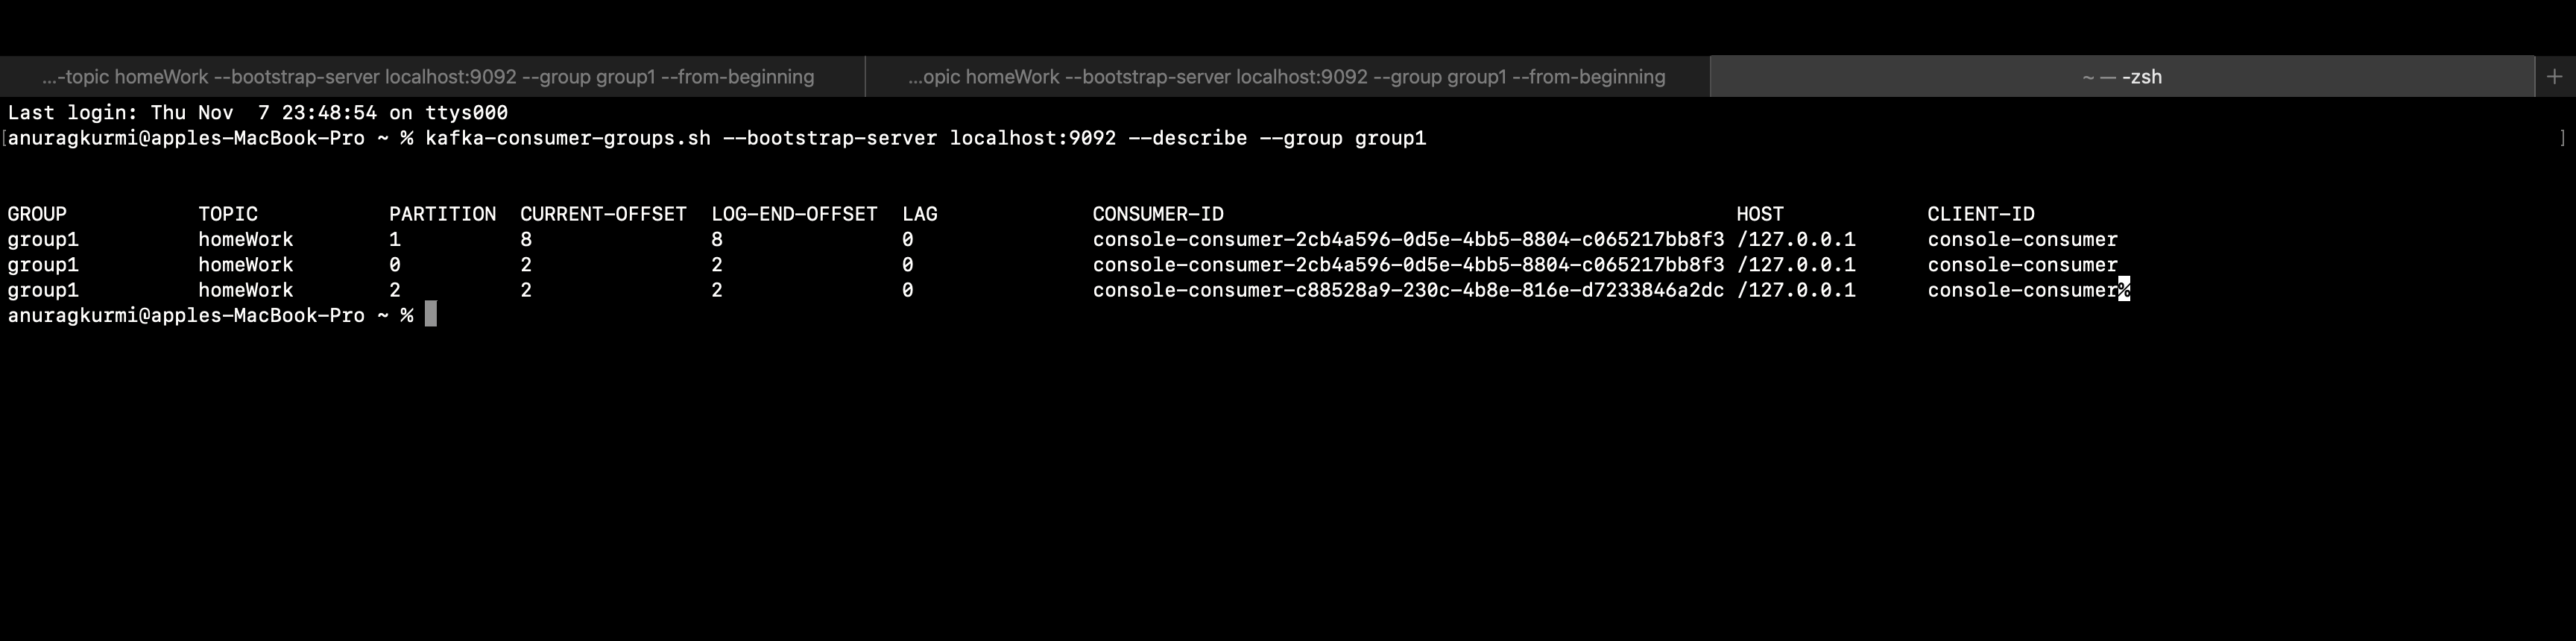 ...-topic homeWork --bootstrap-server localhost:9092 --group group1 --from-beginning ...opic homeWork --bootstrap-server localhost:9092 --group group1 --from-beginning ~ — -zsh +
Last login: Thu Nov  7 23:48:54 on ttys000
[anuragkurmi@apples-MacBook-Pro ~ % kafka-consumer-groups.sh --bootstrap-server localhost:9092 --describe --group group1 ]
GROUP TOPIC PARTITION CURRENT-OFFSET LOG-END-OFFSET LAG CONSUMER-ID HOST CLIENT-ID
group1 homeWork 1 8 8 0 console-consumer-2cb4a596-0d5e-4bb5-8804-c065217bb8f3 /127.0.0.1 console-consumer
group1 homeWork 0 2 2 0 console-consumer-2cb4a596-0d5e-4bb5-8804-c065217bb8f3 /127.0.0.1 console-consumer
group1 homeWork 2 2 2 0 console-consumer-c88528a9-230c-4b8e-816e-d7233846a2dc /127.0.0.1 console-consumer%
anuragkurmi@apples-MacBook-Pro ~ %